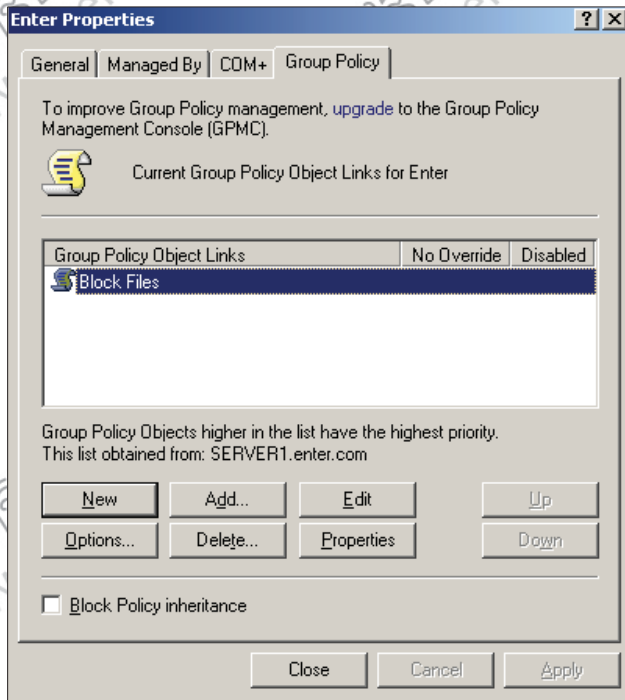 Enter Properties
General Managed By COM+ Group Policy
To improve Group Policy management, upgrade to the Group Policy
Management Console (GPMC).
Current Group Policy Object Links for Enter
Group Policy Object Links No Override Disabled
Block Files
Group Policy Objects higher in the list have the highest priority.
This list obtained from: SERVER1.enter.com
New Add... Edit Up
Options... Delete... Properties Down
Block Policy inheritance
Close Cancel Apply